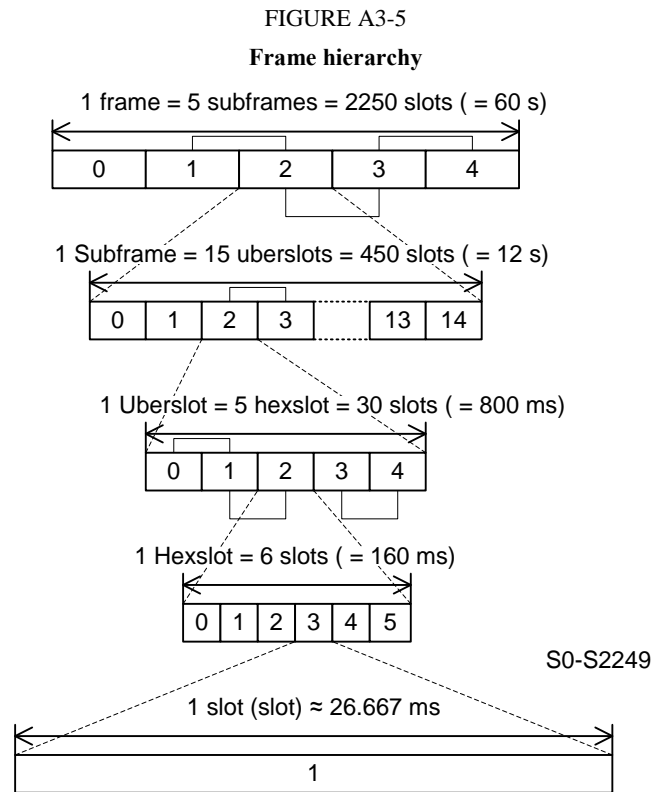 FIGURE A3-5
Frame hierarchy
1 frame = 5 subframes = 2250 slots ( = 60 s)
0 1 2 3 4
1 Subframe = 15 uberslots = 450 slots ( = 12 s)
0 1 2 3 13 14
1 Uberslot = 5 hexslot = 30 slots ( = 800 ms)
0 1 2 3 4
1 Hexslot = 6 slots ( = 160 ms)
0 1 2 3 4 5
S0-S2249
1 slot (slot) ≈ 26.667 ms
1